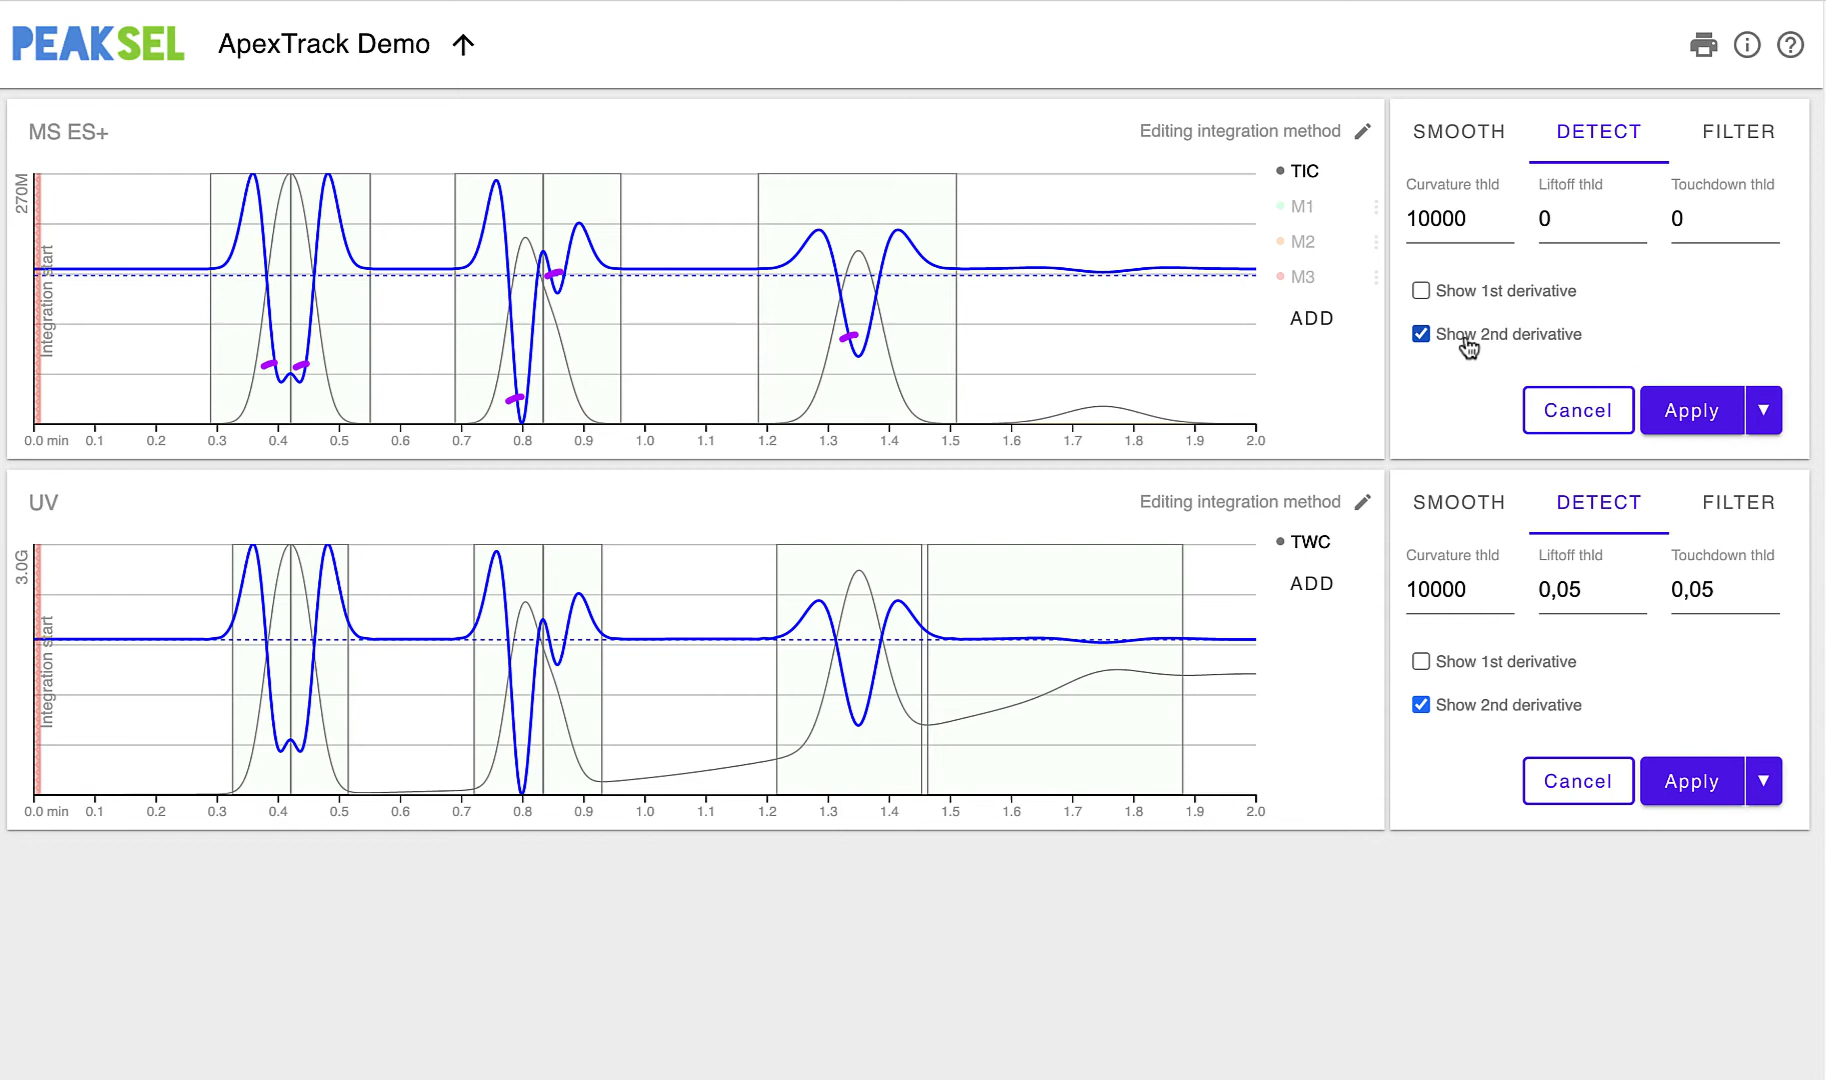 PEAKSEL ApexTrack Demo
MS ES+
Editing integration method
SMOOTH DETECT FILTER
270M
Integration start
TIC
M1
M2
M3
ADD
Curvature thld Liftoff thld Touchdown thld
10000 0 0
Show 1st derivative
Show 2nd derivative
Cancel Apply
0.0 min 0.1 0.2 0.3 0.4 0.5 0.6 0.7 0.8 0.9 1.0 1.1 1.2 1.3 1.4 1.5 1.6 1.7 1.8 1.9 2.0
UV
Editing integration method
SMOOTH DETECT FILTER
3.0G
Integration start
TWC
ADD
Curvature thld Liftoff thld Touchdown thld
10000 0,05 0,05
Show 1st derivative
Show 2nd derivative
Cancel Apply
0.0 min 0.1 0.2 0.3 0.4 0.5 0.6 0.7 0.8 0.9 1.0 1.1 1.2 1.3 1.4 1.5 1.6 1.7 1.8 1.9 2.0